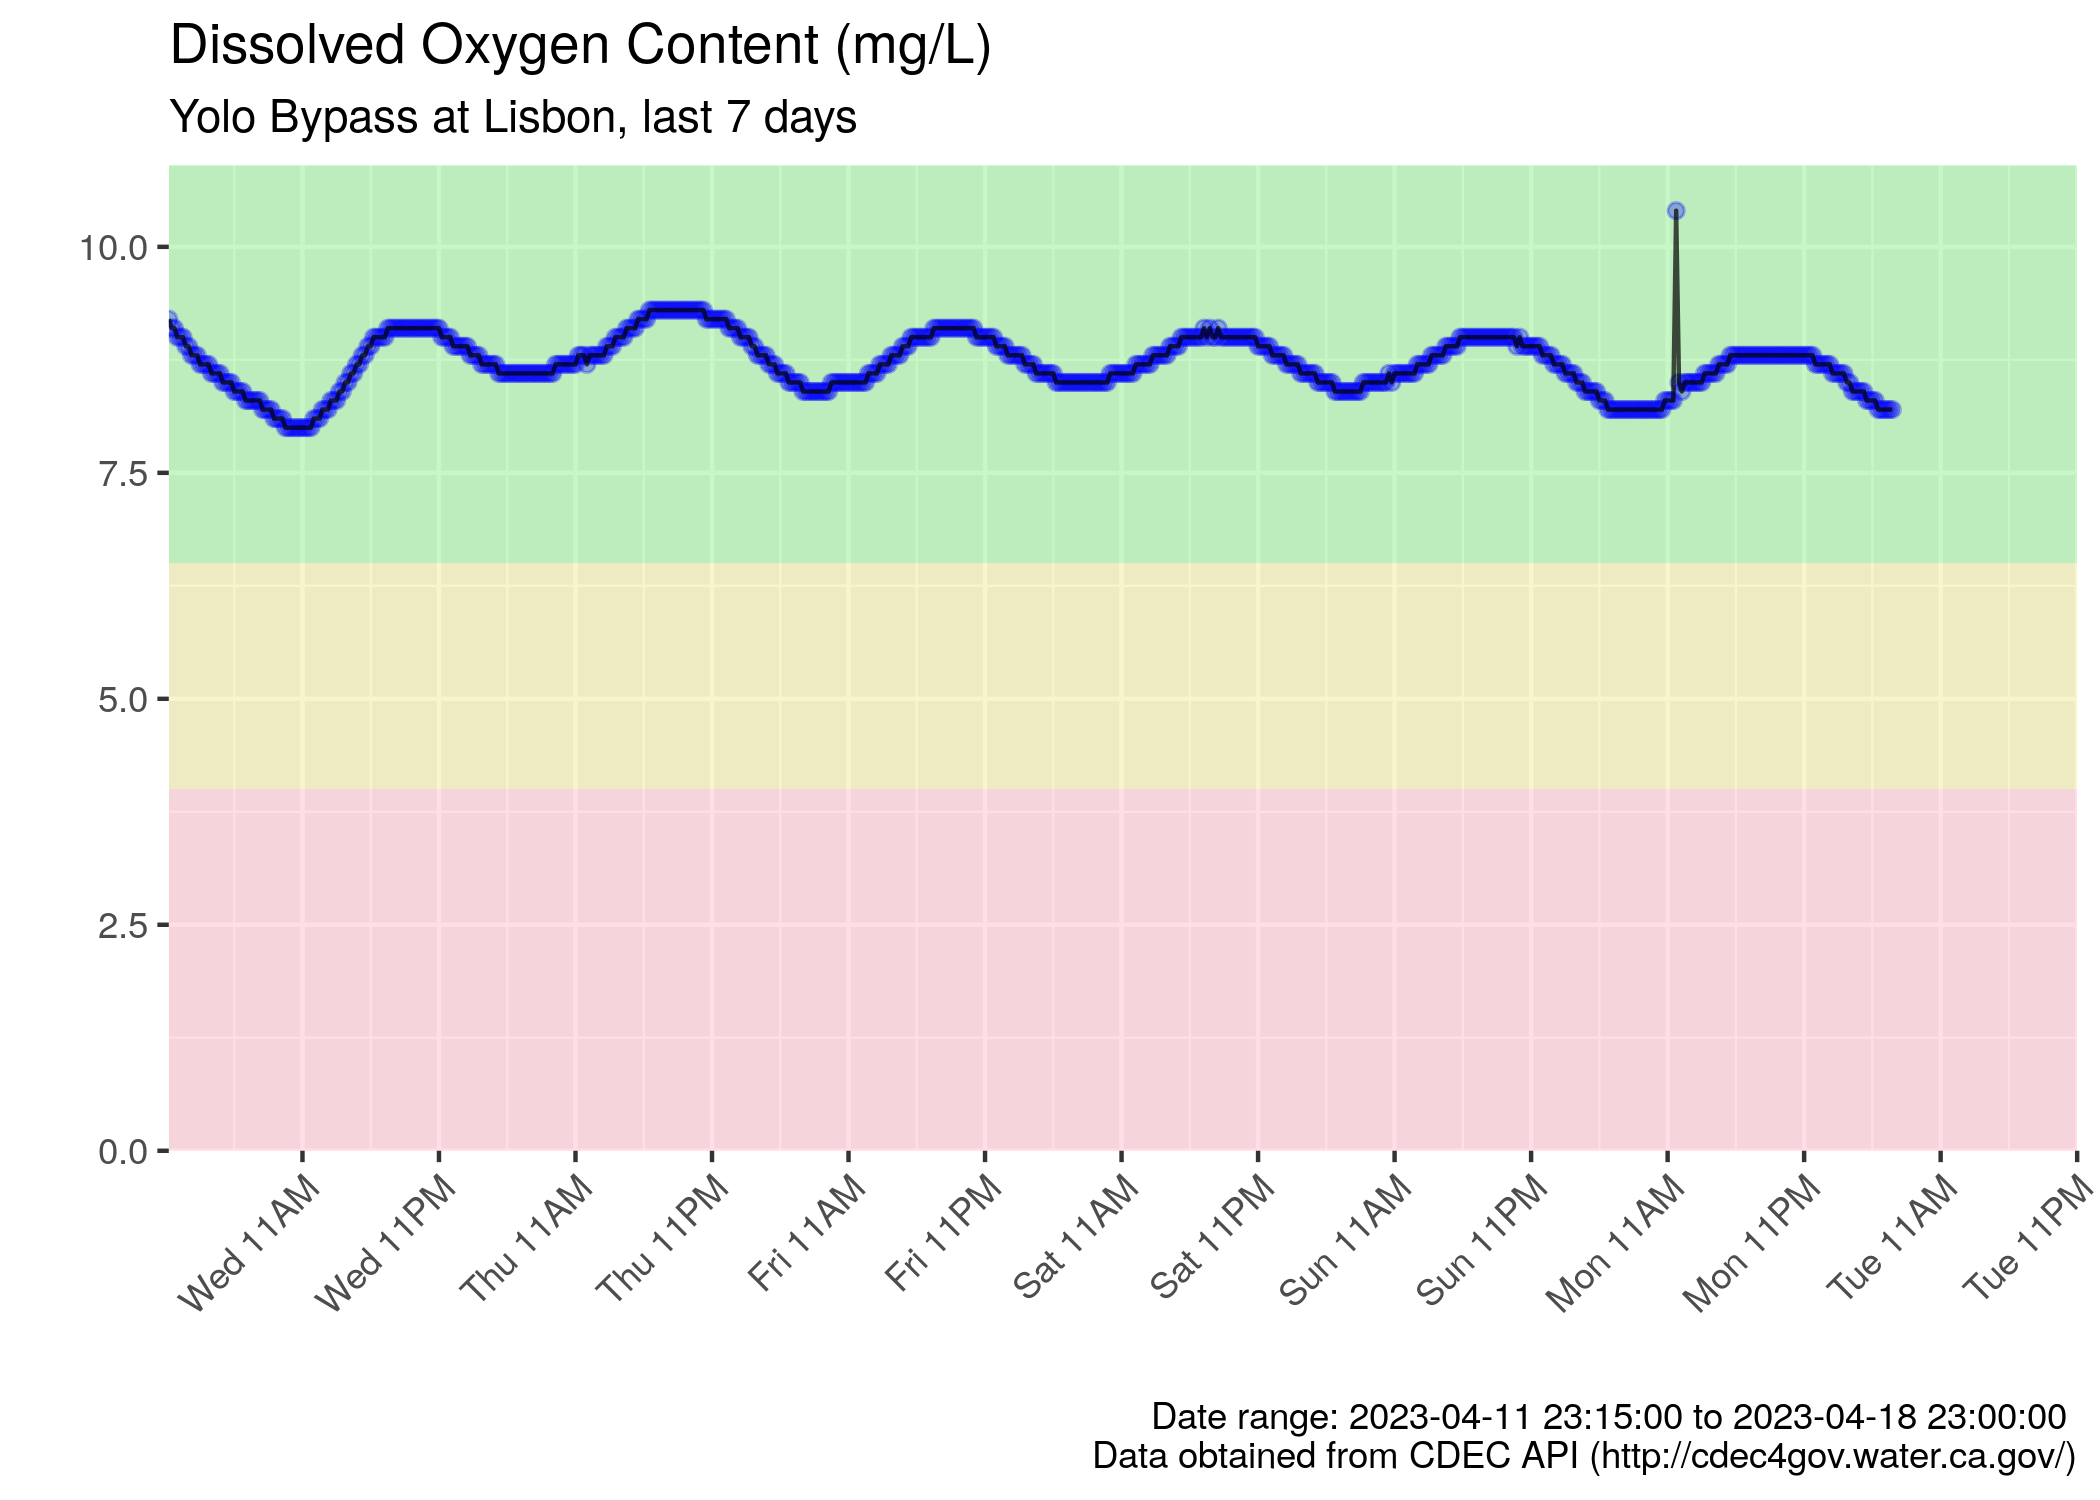 Dissolved Oxygen Content (mg/L)
Yolo Bypass at Lisbon, last 7 days
10.0
7.5
5.0
2.5
0.0
Wed 11AM
Wed 11PM
Thu 11AM
Thu 11PM
Fri 11AM
Fri 11PM
Sat 11AM
Sat 11PM
Sun 11AM
Sun 11PM
Mon 11AM
Mon 11PM
Tue 11AM
Tue 11PM
Date range: 2023-04-11 23:15:00 to 2023-04-18 23:00:00
Data obtained from CDEC API (http://cdec4gov.water.ca.gov/)